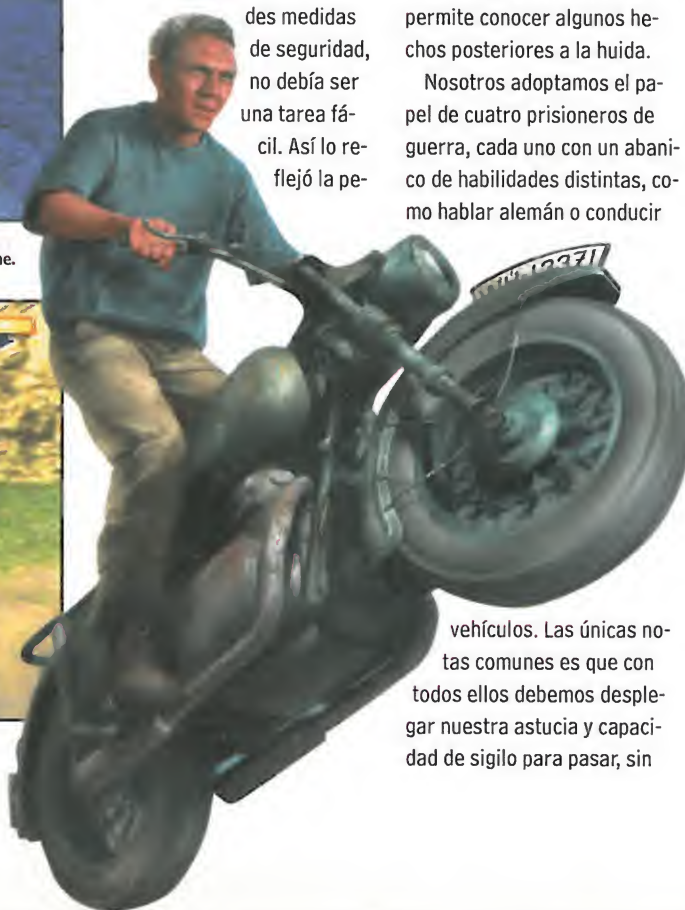 ne.
des medidas
de seguridad,
no debía ser
una tarea fá-
cil. Así lo re-
flejó la pe-
permite conocer algunos he-
chos posteriores a la huida.
Nosotros adoptamos el pa-
pel de cuatro prisioneros de
guerra, cada uno con un abani-
co de habilidades distintas, co-
mo hablar alemán o conducir
vehículos. Las únicas no-
tas comunes es que con
todos ellos debemos desple-
gar nuestra astucia y capaci-
dad de sigilo para pasar, sin